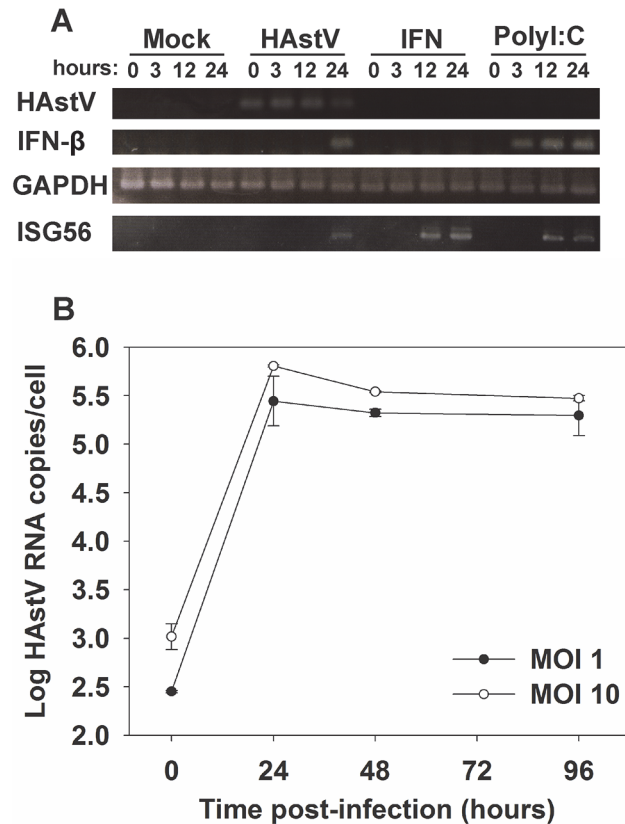 A
Mock HAstV IFN PolyI:C
hours: 0 3 12 24 0 3 12 24 0 3 12 24 0 3 12 24
HAstV
IFN-β
GAPDH
ISG56
B
Log HAstV RNA copies/cell
6.0
5.5
5.0
4.5
4.0
3.5
3.0
2.5
2.0
MOI 1
MOI 10
0 24 48 72 96
Time post-infection (hours)